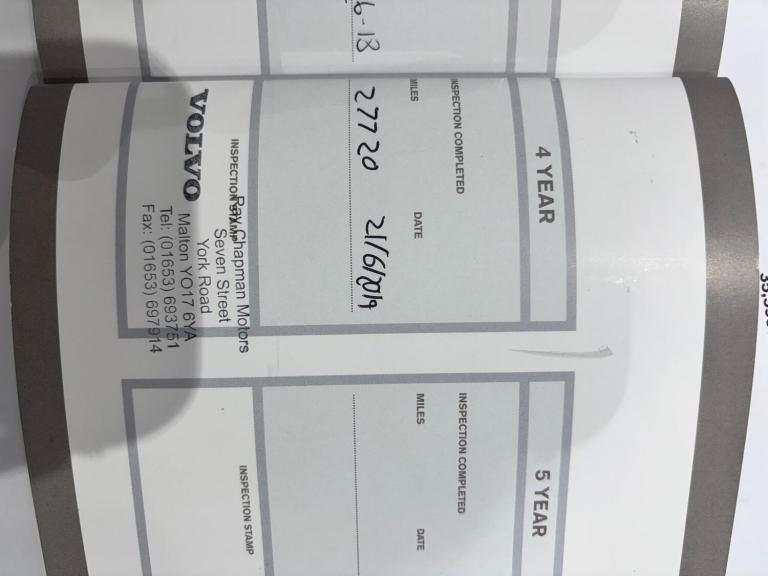 6-18
4 YEAR
INSPECTION COMPLETED
MILES DATE
27720 21/6/2019
INSPECTION STAMP
VOLVO
Ray Chapman Motors
Seven Street
York Road
Malton YO17 6YA
Tel: (01653) 693751
Fax: (01653) 697914
5 YEAR
INSPECTION COMPLETED
MILES DATE
INSPECTION STAMP